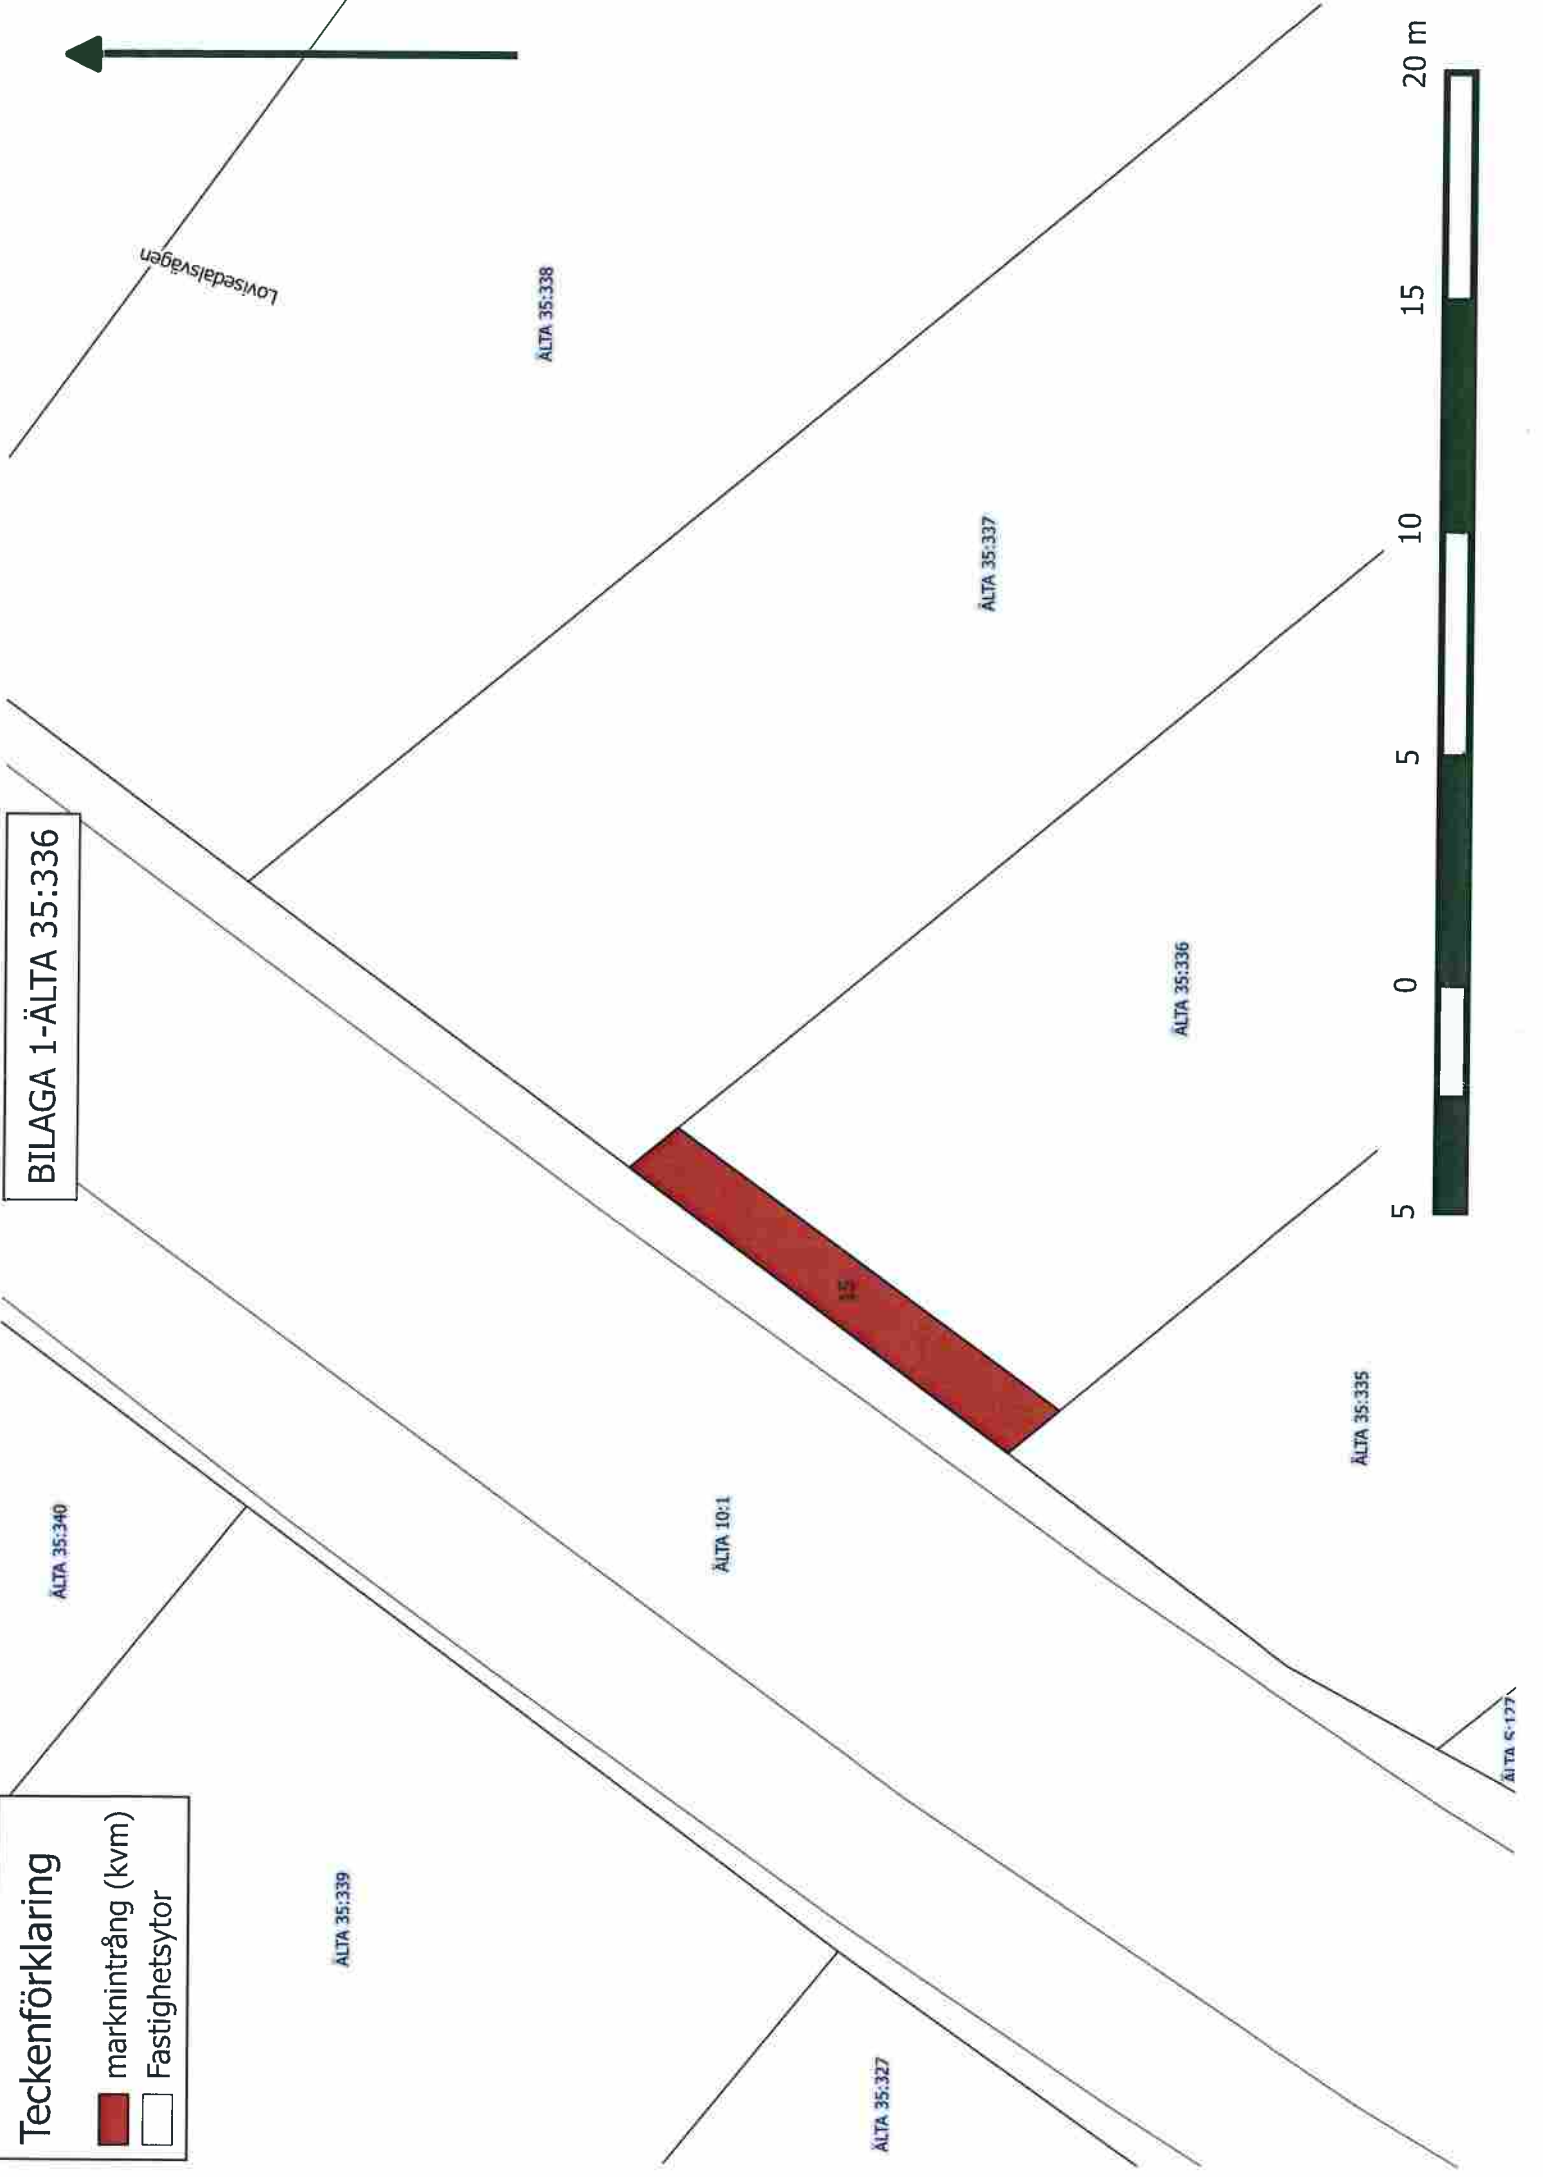 BILAGA 1-ÄLTA 35:336
Teckenförklaring
markintrång (kvm)
Fastighetsytor
ÄLTA 35:340
ÄLTA 35:339
ÄLTA 35:327
ÄLTA 10:1
Lovisedalsvägen
ÄLTA 35:338
ÄLTA 35:337
ÄLTA 35:336
ÄLTA 35:335
15
5 0 5 10 15 20 m